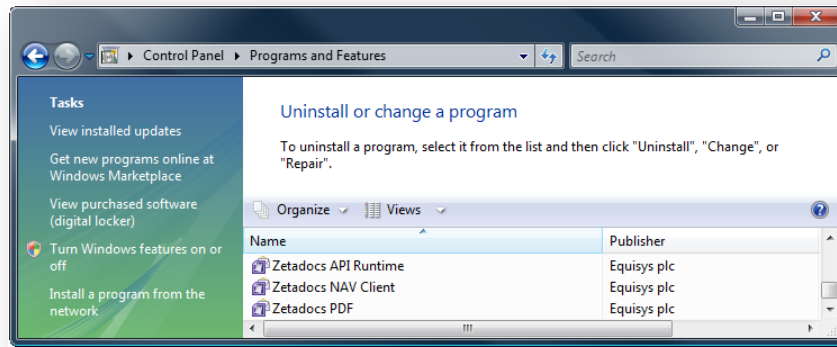 Control Panel Programs and Features Search
Tasks
View installed updates
Get new programs online at
Windows Marketplace
View purchased software
(digital locker)
Turn Windows features on or
off
Install a program from the
network
Uninstall or change a program
To uninstall a program, select it from the list and then click "Uninstall", "Change", or
"Repair".
Organize Views
Name Publisher
Zetadocs API Runtime Equisys plc
Zetadocs NAV Client Equisys plc
Zetadocs PDF Equisys plc